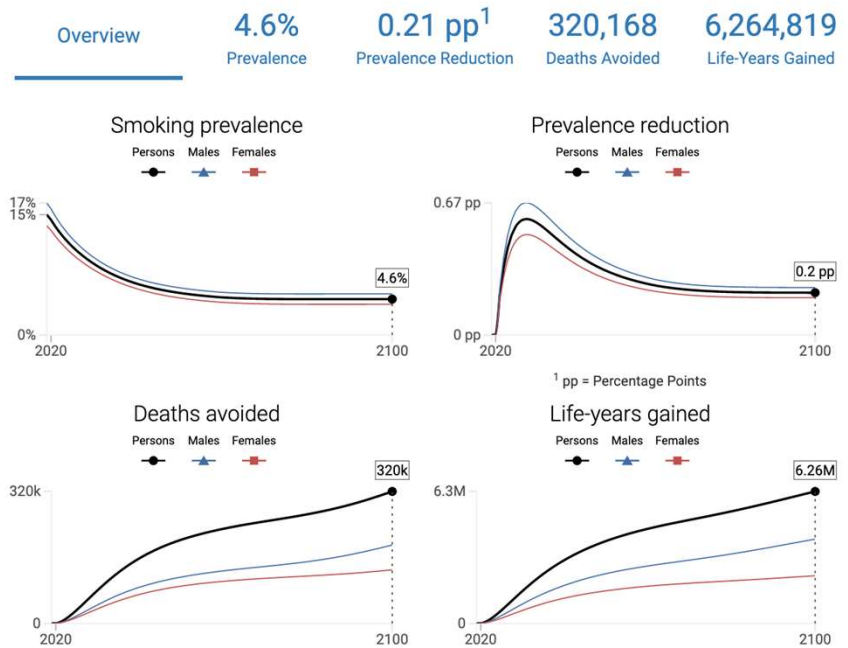 Overview
4.6%
Prevalence
0.21 pp¹
Prevalence Reduction
320,168
Deaths Avoided
6,264,819
Life-Years Gained
Smoking prevalence
Persons Males Females
17%
15%
4.6%
0%
2020 2100
Prevalence reduction
Persons Males Females
0.67 pp
0.2 pp
0 pp
2020 2100
¹ pp = Percentage Points
Deaths avoided
Persons Males Females
320k
320k
0
2020 2100
Life-years gained
Persons Males Females
6.26M
6.3M
0
2020 2100